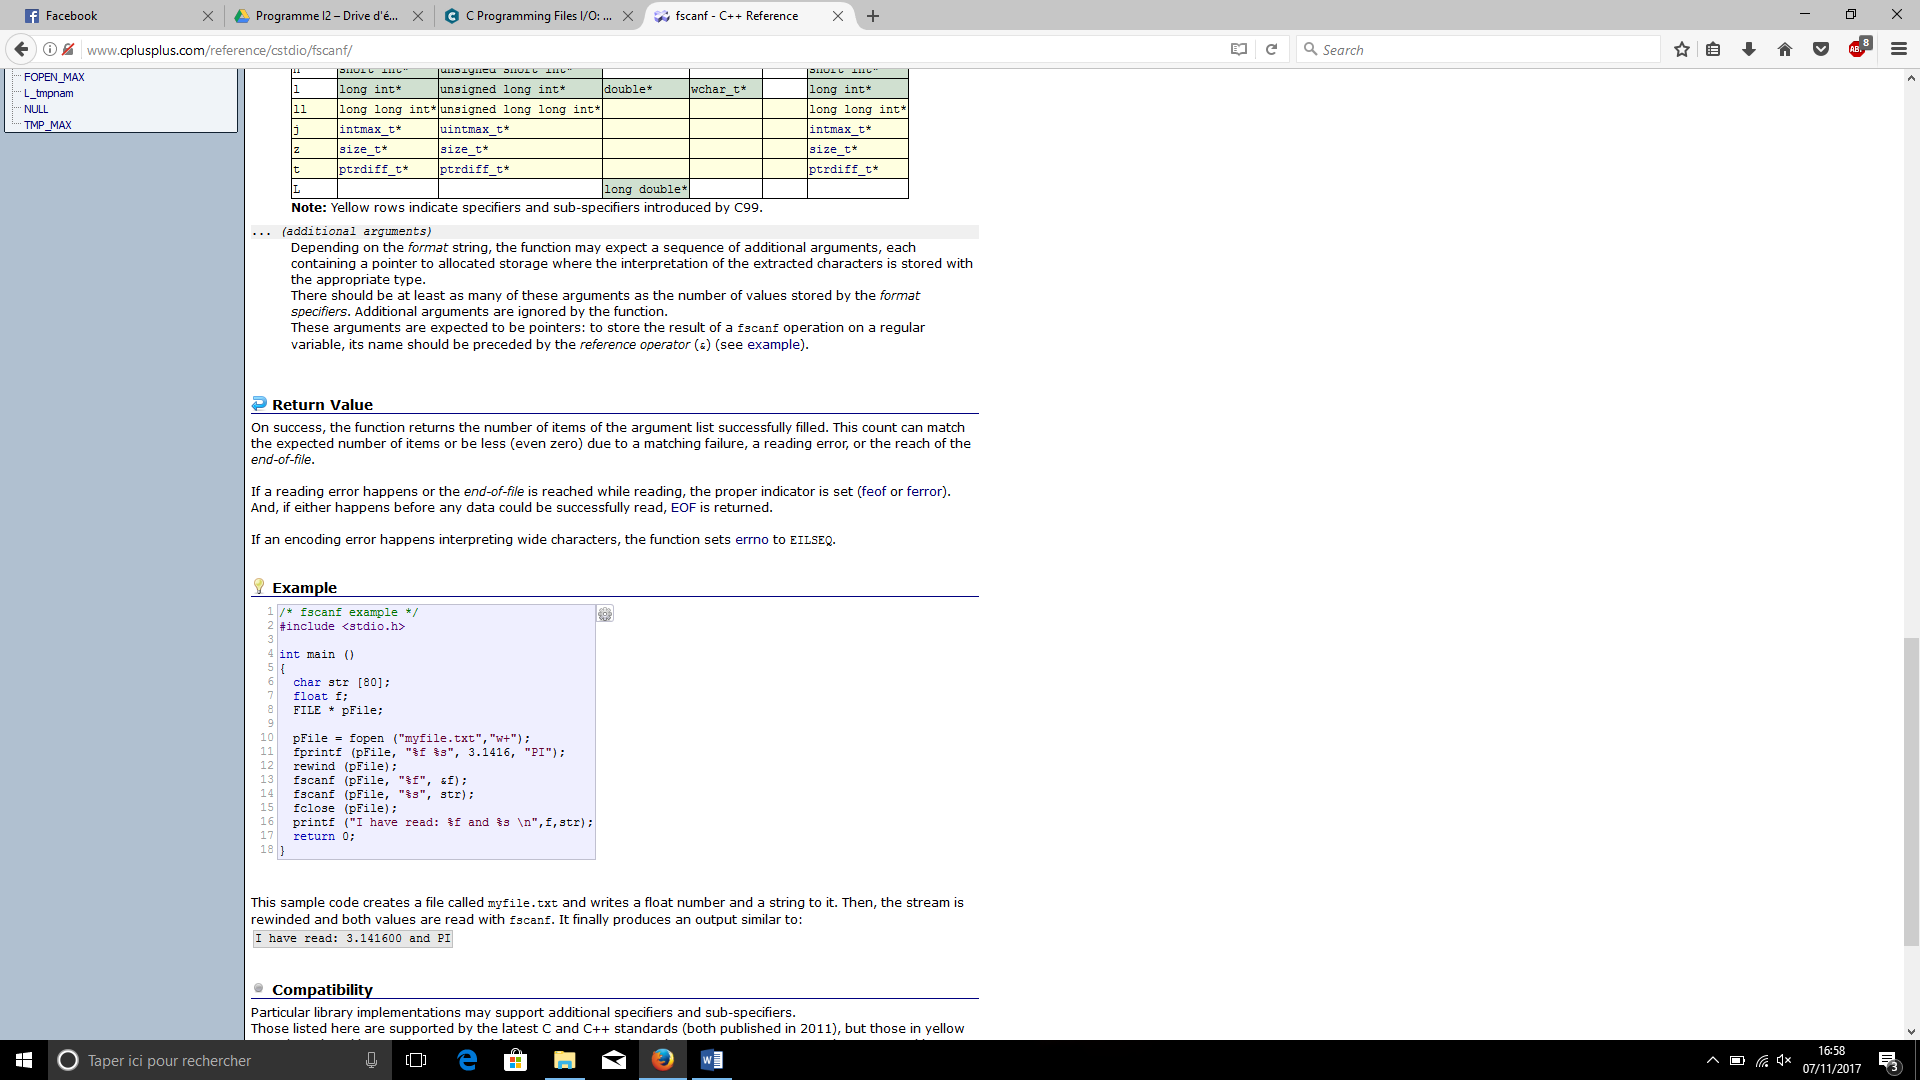 Facebook
Programme I2 – Drive d'é...
C Programming Files I/O: ...
fscanf - C++ Reference
www.cplusplus.com/reference/cstdio/fscanf/
Search
8
FOPEN_MAX
L_tmpnam
NULL
TMP_MAX
h short int* unsigned short int* short int*
l long int* unsigned long int* double* wchar_t* long int*
ll long long int* unsigned long long int* long long int*
j intmax_t* uintmax_t* intmax_t*
z size_t* size_t* size_t*
t ptrdiff_t* ptrdiff_t* ptrdiff_t*
L long double*
Note: Yellow rows indicate specifiers and sub-specifiers introduced by C99.
... (additional arguments)
Depending on the format string, the function may expect a sequence of additional arguments, each
containing a pointer to allocated storage where the interpretation of the extracted characters is stored with
the appropriate type.
There should be at least as many of these arguments as the number of values stored by the format
specifiers. Additional arguments are ignored by the function.
These arguments are expected to be pointers: to store the result of a fscanf operation on a regular
variable, its name should be preceded by the reference operator (&) (see example).
Return Value
On success, the function returns the number of items of the argument list successfully filled. This count can match
the expected number of items or be less (even zero) due to a matching failure, a reading error, or the reach of the
end-of-file.
If a reading error happens or the end-of-file is reached while reading, the proper indicator is set (feof or ferror).
And, if either happens before any data could be successfully read, EOF is returned.
If an encoding error happens interpreting wide characters, the function sets errno to EILSEQ.
Example
1 /* fscanf example */
2 #include <stdio.h>
3
4 int main ()
5 {
6 char str [80];
7 float f;
8 FILE * pFile;
9
10 pFile = fopen ("myfile.txt","w+");
11 fprintf (pFile, "%f %s", 3.1416, "PI");
12 rewind (pFile);
13 fscanf (pFile, "%f", &f);
14 fscanf (pFile, "%s", str);
15 fclose (pFile);
16 printf ("I have read: %f and %s \n",f,str);
17 return 0;
18 }
This sample code creates a file called myfile.txt and writes a float number and a string to it. Then, the stream is
rewinded and both values are read with fscanf. It finally produces an output similar to:
I have read: 3.141600 and PI
Compatibility
Particular library implementations may support additional specifiers and sub-specifiers.
Those listed here are supported by the latest C and C++ standards (both published in 2011), but those in yellow
Taper ici pour rechercher
16:58
07/11/2017
3